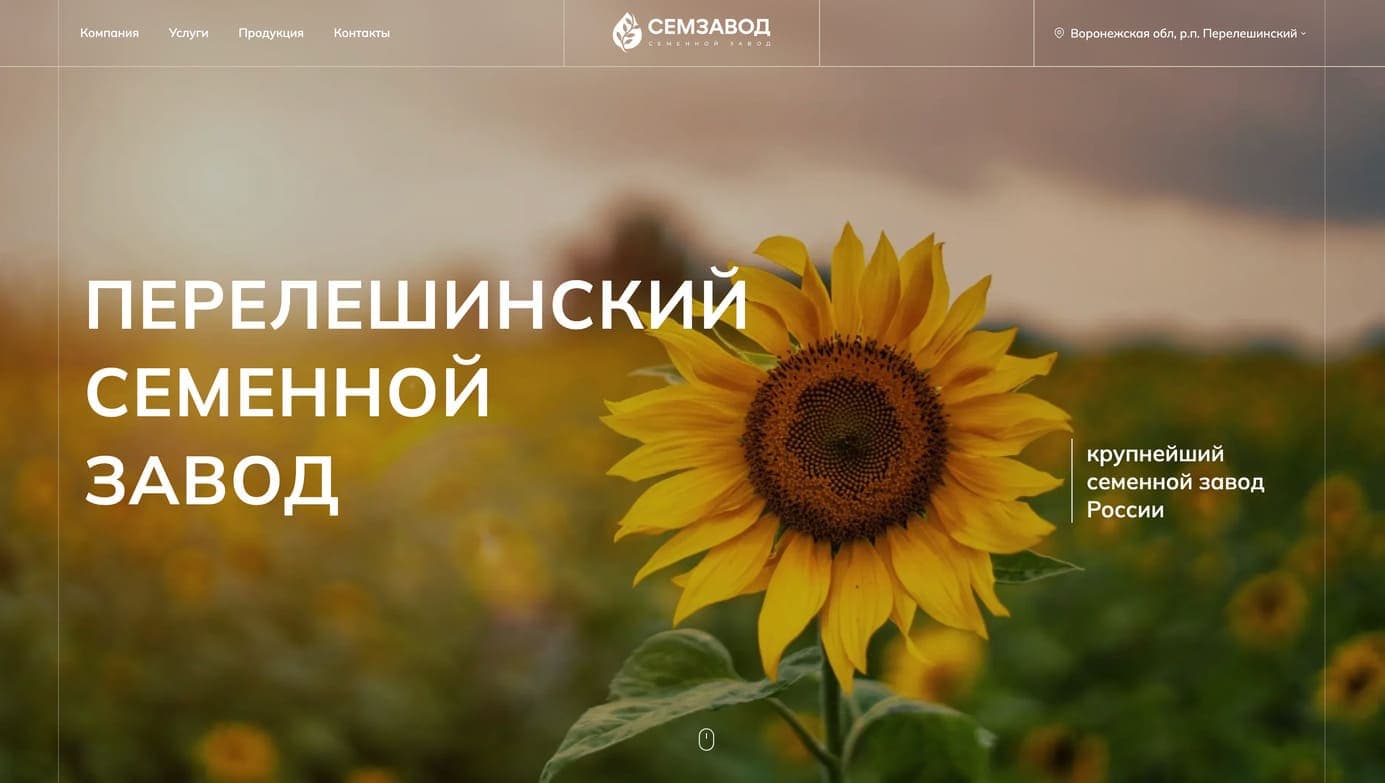 Компания Услуги Продукция Контакты
СЕМЗАВОД
СЕМЕННОЙ ЗАВОД
Воронежская обл, р.п. Перелешинский
ПЕРЕЛЕШИНСКИЙ
СЕМЕННОЙ
ЗАВОД
крупнейший
семенной завод
России